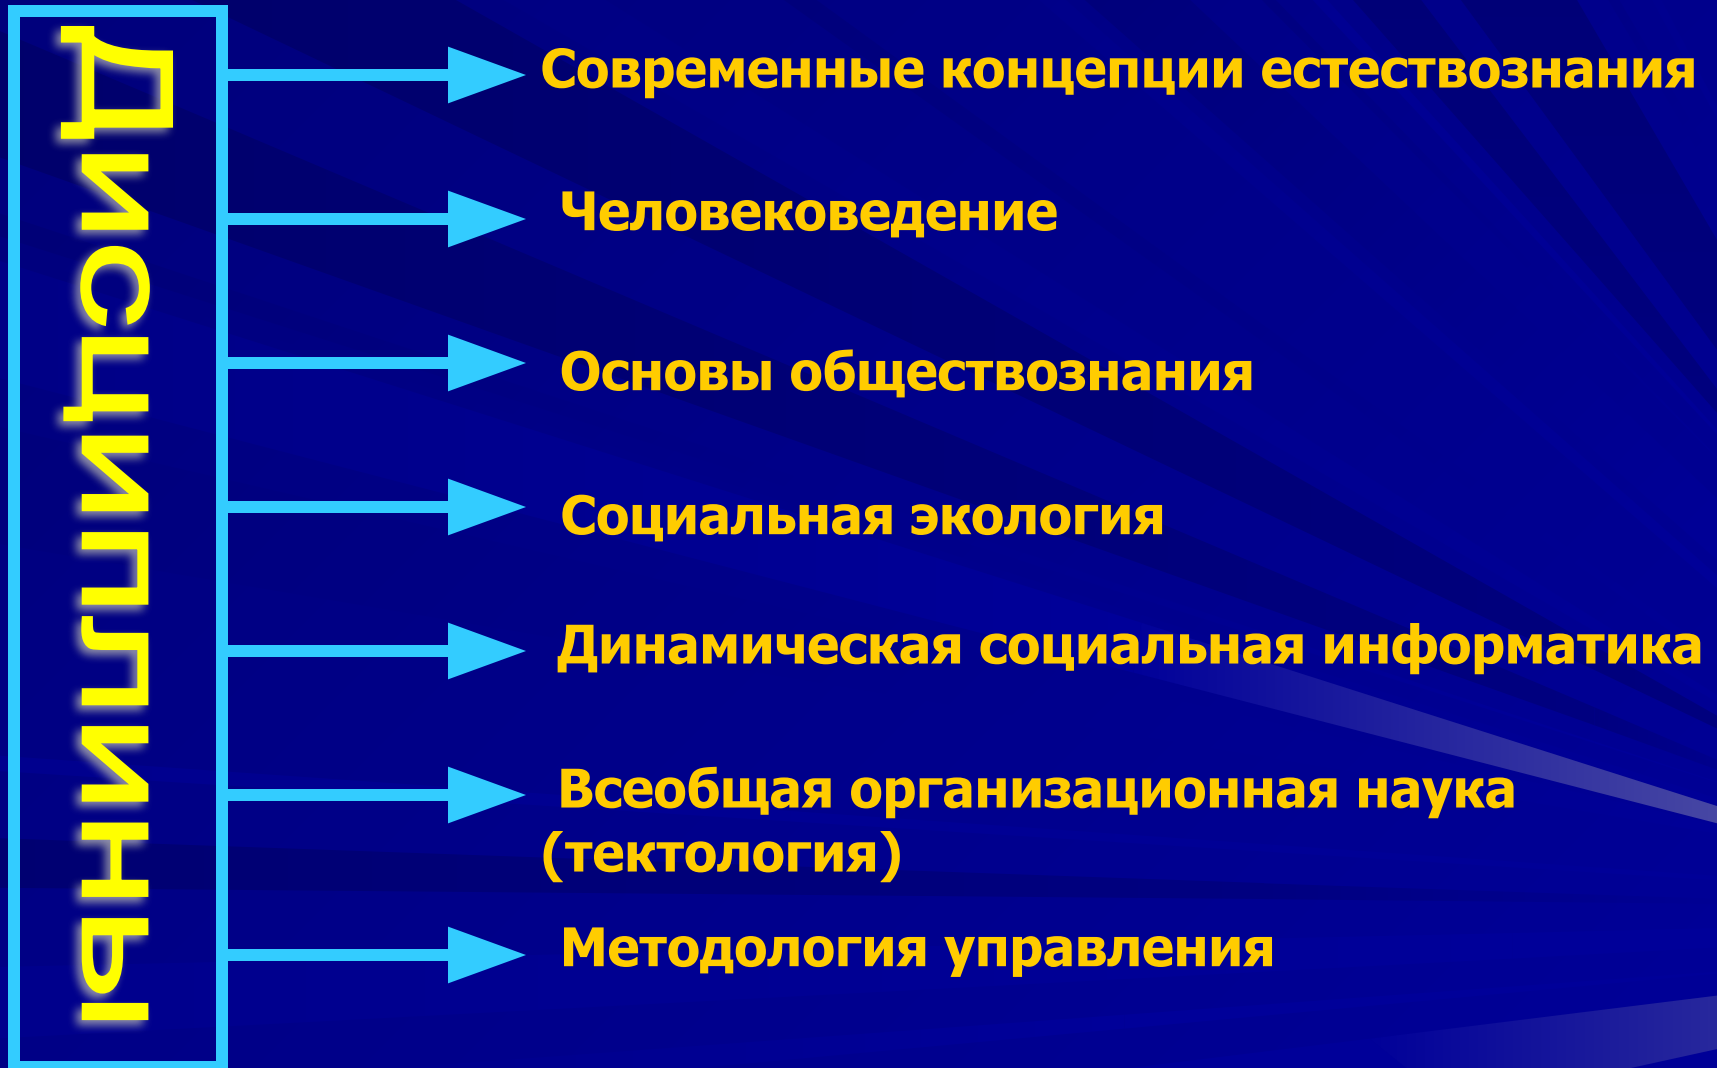 Дисциплины
Современные концепции естествознания
Человековедение
Основы обществознания
Социальная экология
Динамическая социальная информатика
Всеобщая организационная наука
(тектология)
Методология управления